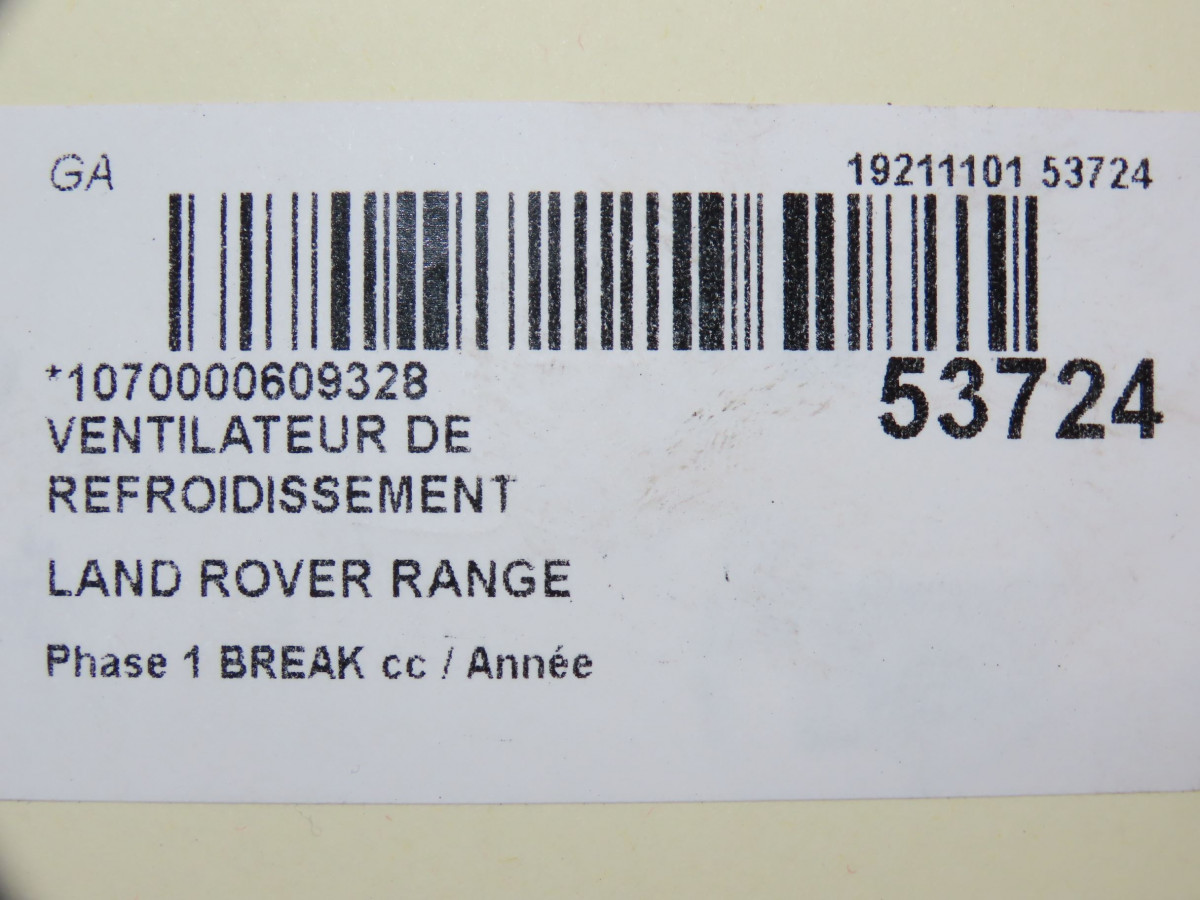 GA
19211101 53724
*1070000609328
53724
VENTILATEUR DE
REFROIDISSEMENT
LAND ROVER RANGE
Phase 1 BREAK cc / Année